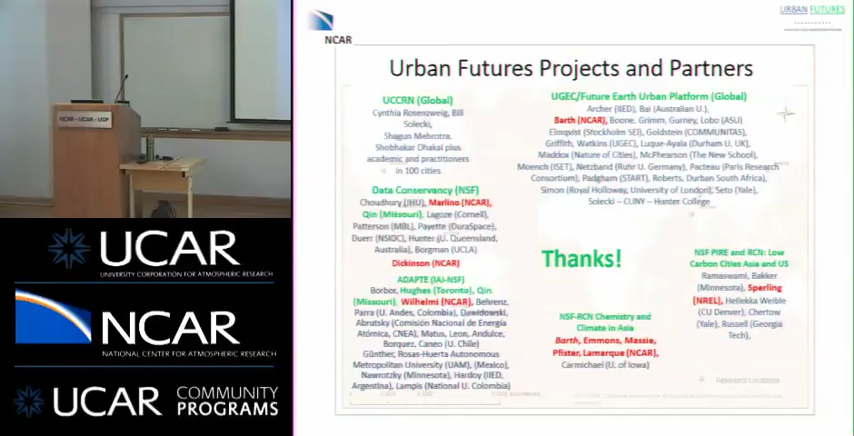 NCAR - UCAR - UCP
UCAR
UNIVERSITY CORPORATION FOR ATMOSPHERIC RESEARCH
NCAR
NATIONAL CENTER FOR ATMOSPHERIC RESEARCH
UCAR COMMUNITY
PROGRAMS
NCAR
URBAN FUTURES
Urban Futures Projects and Partners
UCCRN (Global)
Cynthia Rosenzweig, Bill
Solecki,
Shagun Mehrotra,
Shobhakar Dhakal plus
academic and practitioners
in 100 cities
Data Conservancy (NSF)
Choudhury (JHU), Marlino (NCAR),
Qin (Missouri), Lagoze (Cornell),
Patterson (MBL), Payette (DuraSpace),
Duerr (NSIDC), Hunter (U. Queensland,
Australia), Borgman (UCLA)
Dickinson (NCAR)
ADAPTE (IAI-NSF)
Borbor, Hughes (Toronto), Qin
(Missouri), Wilhelmi (NCAR), Behrenz,
Parra (U. Andes, Colombia), Dawidowski,
Abrutsky (Comisión Nacional de Energía
Atómica, CNEA), Matus, Leon, Andulce,
Borquez, Caneo (U. Chile)
Günther, Rosas-Huerta Autonomous
Metropolitan University (UAM), (Mexico),
Nawrotzky (Minnesota), Hardoy (IIED,
Argentina), Lampis (National U. Colombia)
UGEC/Future Earth Urban Platform (Global)
Archer (IIED), Bai (Australian U.),
Barth (NCAR), Boone, Grimm, Gurney, Lobo (ASU)
Elmqvist (Stockholm SEI), Goldstein (COMMUNITAS),
Griffith, Watkins (UGEC), Luque-Ayala (Durham U. UK),
Maddox (Nature of Cities), McPhearson (The New School),
Moench (ISET), Netzband (Ruhr U. Germany), Pacteau (Paris Research
Consortium), Padgham (START), Roberts, Durban South Africa),
Simon (Royal Holloway, University of London), Seto (Yale),
Solecki – CUNY – Hunter College
Thanks!
NSF-RCN Chemistry and
Climate in Asia
Barth, Emmons, Massie,
Pfister, Lamarque (NCAR),
Carmichael (U. of Iowa)
NSF PIRE and RCN: Low
Carbon Cities Asia and US
Ramaswami, Bakker
(Minnesota), Sperling
(NREL), Hellekka Weible
(CU Denver), Chertow
(Yale), Russell (Georgia
Tech),